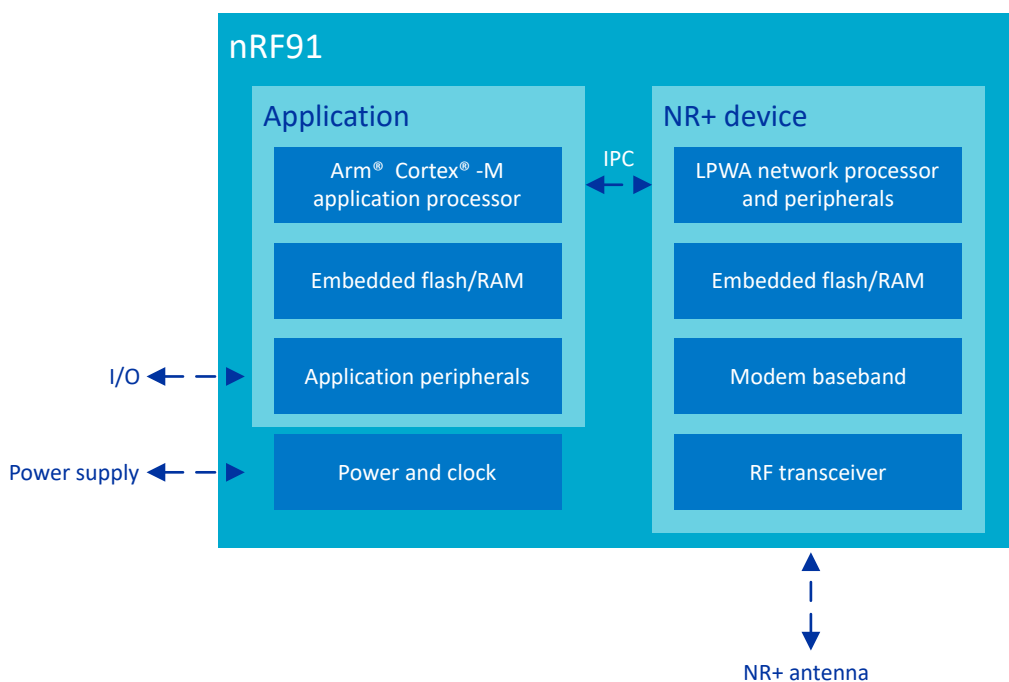 nRF91
Application
Arm® Cortex® -M
application processor
Embedded flash/RAM
Application peripherals
Power and clock
IPC
NR+ device
LPWA network processor
and peripherals
Embedded flash/RAM
Modem baseband
RF transceiver
I/O
Power supply
NR+ antenna